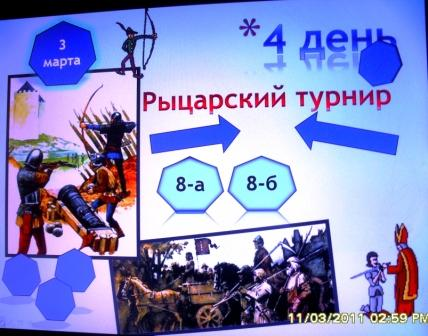 3
марта
* 4 день
Рыцарский турнир
8-а
8-б
11/03/2011 02:59 PM